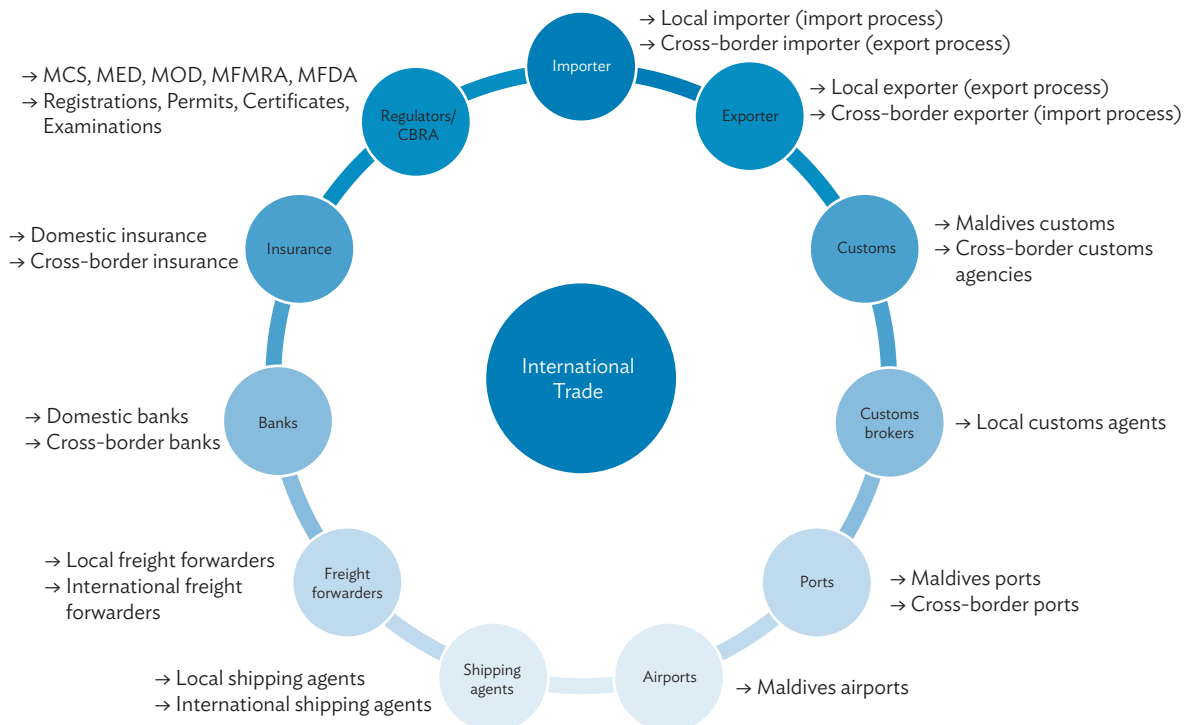 Importer
→ Local importer (import process)
→ Cross-border importer (export process)
Exporter
→ Local exporter (export process)
→ Cross-border exporter (import process)
Customs
→ Maldives customs
→ Cross-border customs
agencies
Customs
brokers
→ Local customs agents
Ports
→ Maldives ports
→ Cross-border ports
Airports
→ Maldives airports
Shipping
agents
→ Local shipping agents
→ International shipping agents
Freight
forwarders
→ Local freight forwarders
→ International freight
forwarders
Banks
→ Domestic banks
→ Cross-border banks
Insurance
→ Domestic insurance
→ Cross-border insurance
Regulators/
CBRA
→ MCS, MED, MOD, MFMRA, MFDA
→ Registrations, Permits, Certificates,
Examinations
International
Trade